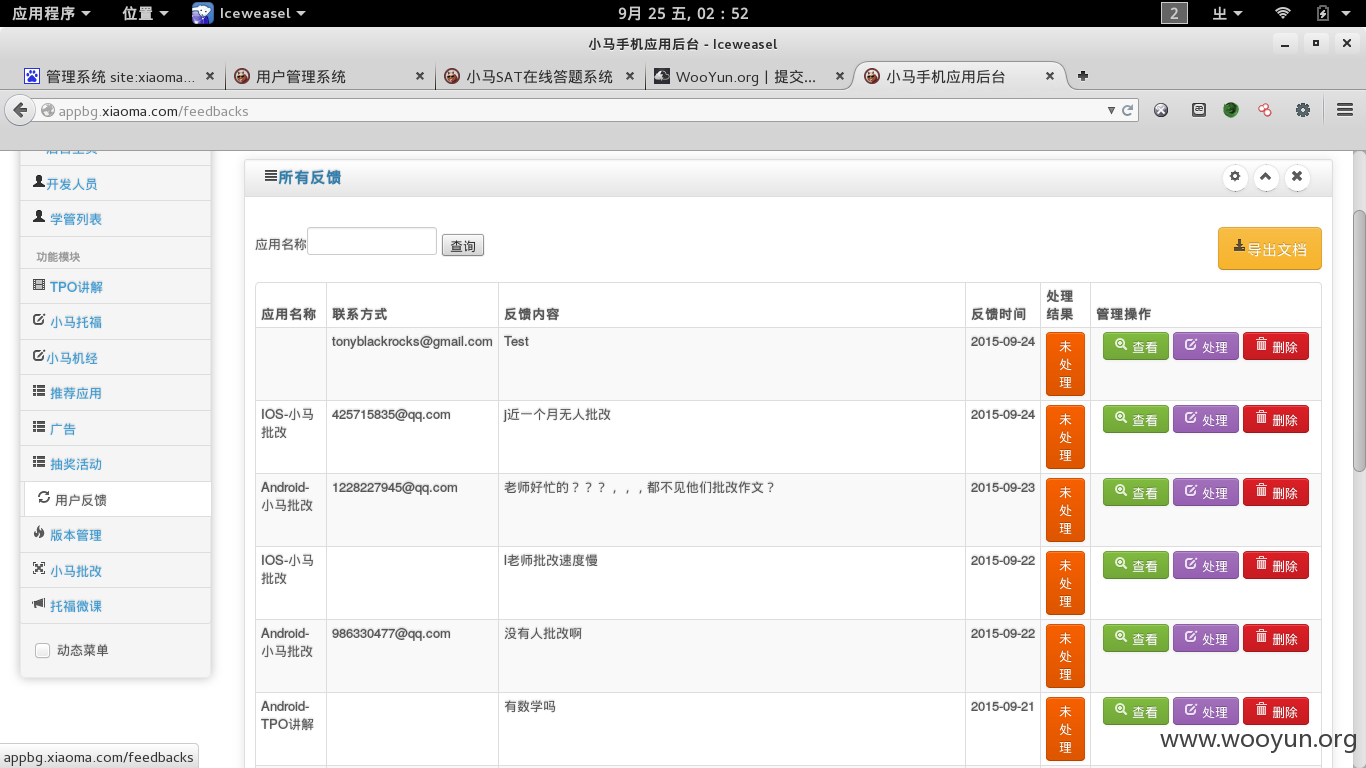 应用程序 位置 Iceweasel 9月 25 五, 02 : 52 2
小马手机应用后台 - Iceweasel
管理系统 site:xiaoma... 用户管理系统 小马SAT在线答题系统 WooYun.org | 提交... 小马手机应用后台
appbg.xiaoma.com/feedbacks
开发人员
学管列表
功能模块
TPO讲解
小马托福
小马机经
推荐应用
广告
抽奖活动
用户反馈
版本管理
小马批改
托福微课
动态菜单
所有反馈
应用名称 查询 导出文档
应用名称 联系方式 反馈内容 反馈时间 处理结果 管理操作
tonyblackrocks@gmail.com Test 2015-09-24 未处理 查看 处理 删除
IOS-小马批改 425715835@qq.com j近一个月无人批改 2015-09-24 未处理 查看 处理 删除
Android-小马批改 1228227945@qq.com 老师好忙的？？？，，，都不见他们批改作文？ 2015-09-23 未处理 查看 处理 删除
IOS-小马批改 l老师批改速度慢 2015-09-22 未处理 查看 处理 删除
Android-小马批改 986330477@qq.com 没有人批改啊 2015-09-22 未处理 查看 处理 删除
Android-TPO讲解 有数学吗 2015-09-21 未处理 查看 处理 删除
appbg.xiaoma.com/feedbacks
www.wooyun.org